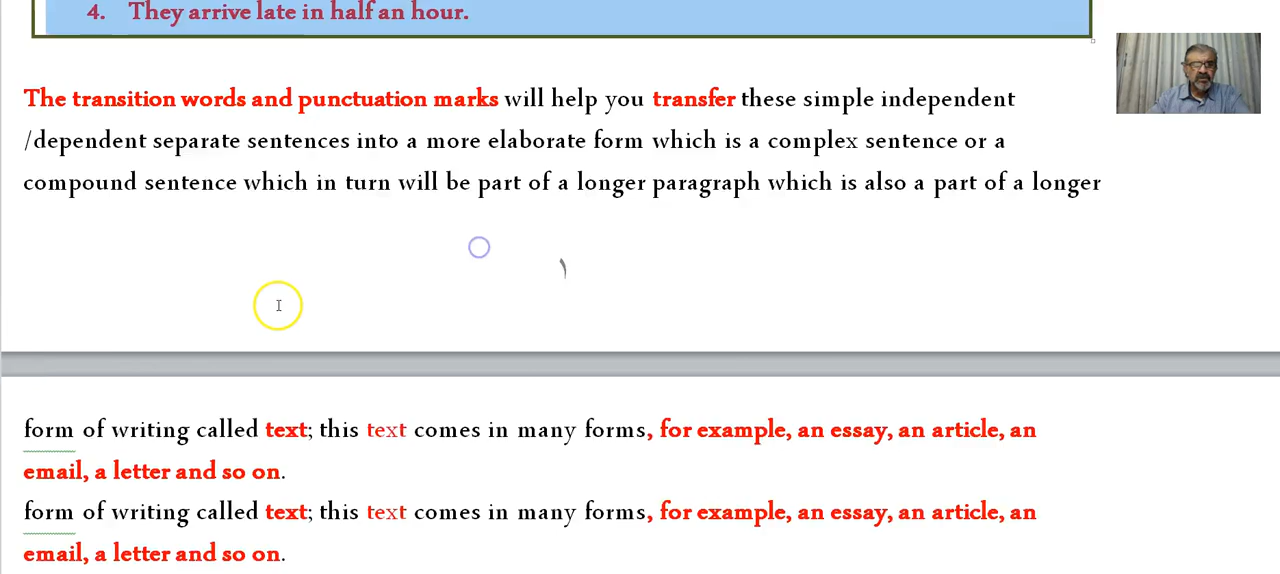 4. They arrive late in half an hour.
The transition words and punctuation marks will help you transfer these simple independent
/dependent separate sentences into a more elaborate form which is a complex sentence or a
compound sentence which in turn will be part of a longer paragraph which is also a part of a longer
١
form of writing called text; this text comes in many forms, for example, an essay, an article, an
email, a letter and so on.
form of writing called text; this text comes in many forms, for example, an essay, an article, an
email, a letter and so on.